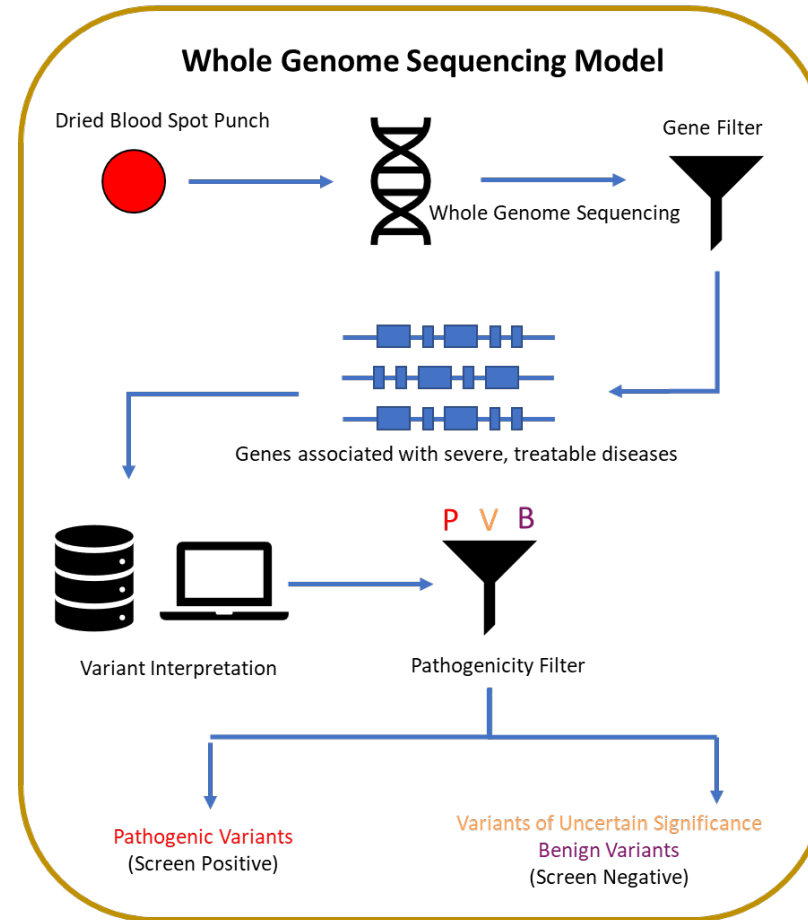 Whole Genome Sequencing Model
Dried Blood Spot Punch
Gene Filter
Whole Genome Sequencing
Genes associated with severe, treatable diseases
P V B
Variant Interpretation
Pathogenicity Filter
Pathogenic Variants
(Screen Positive)
Variants of Uncertain Significance
Benign Variants
(Screen Negative)